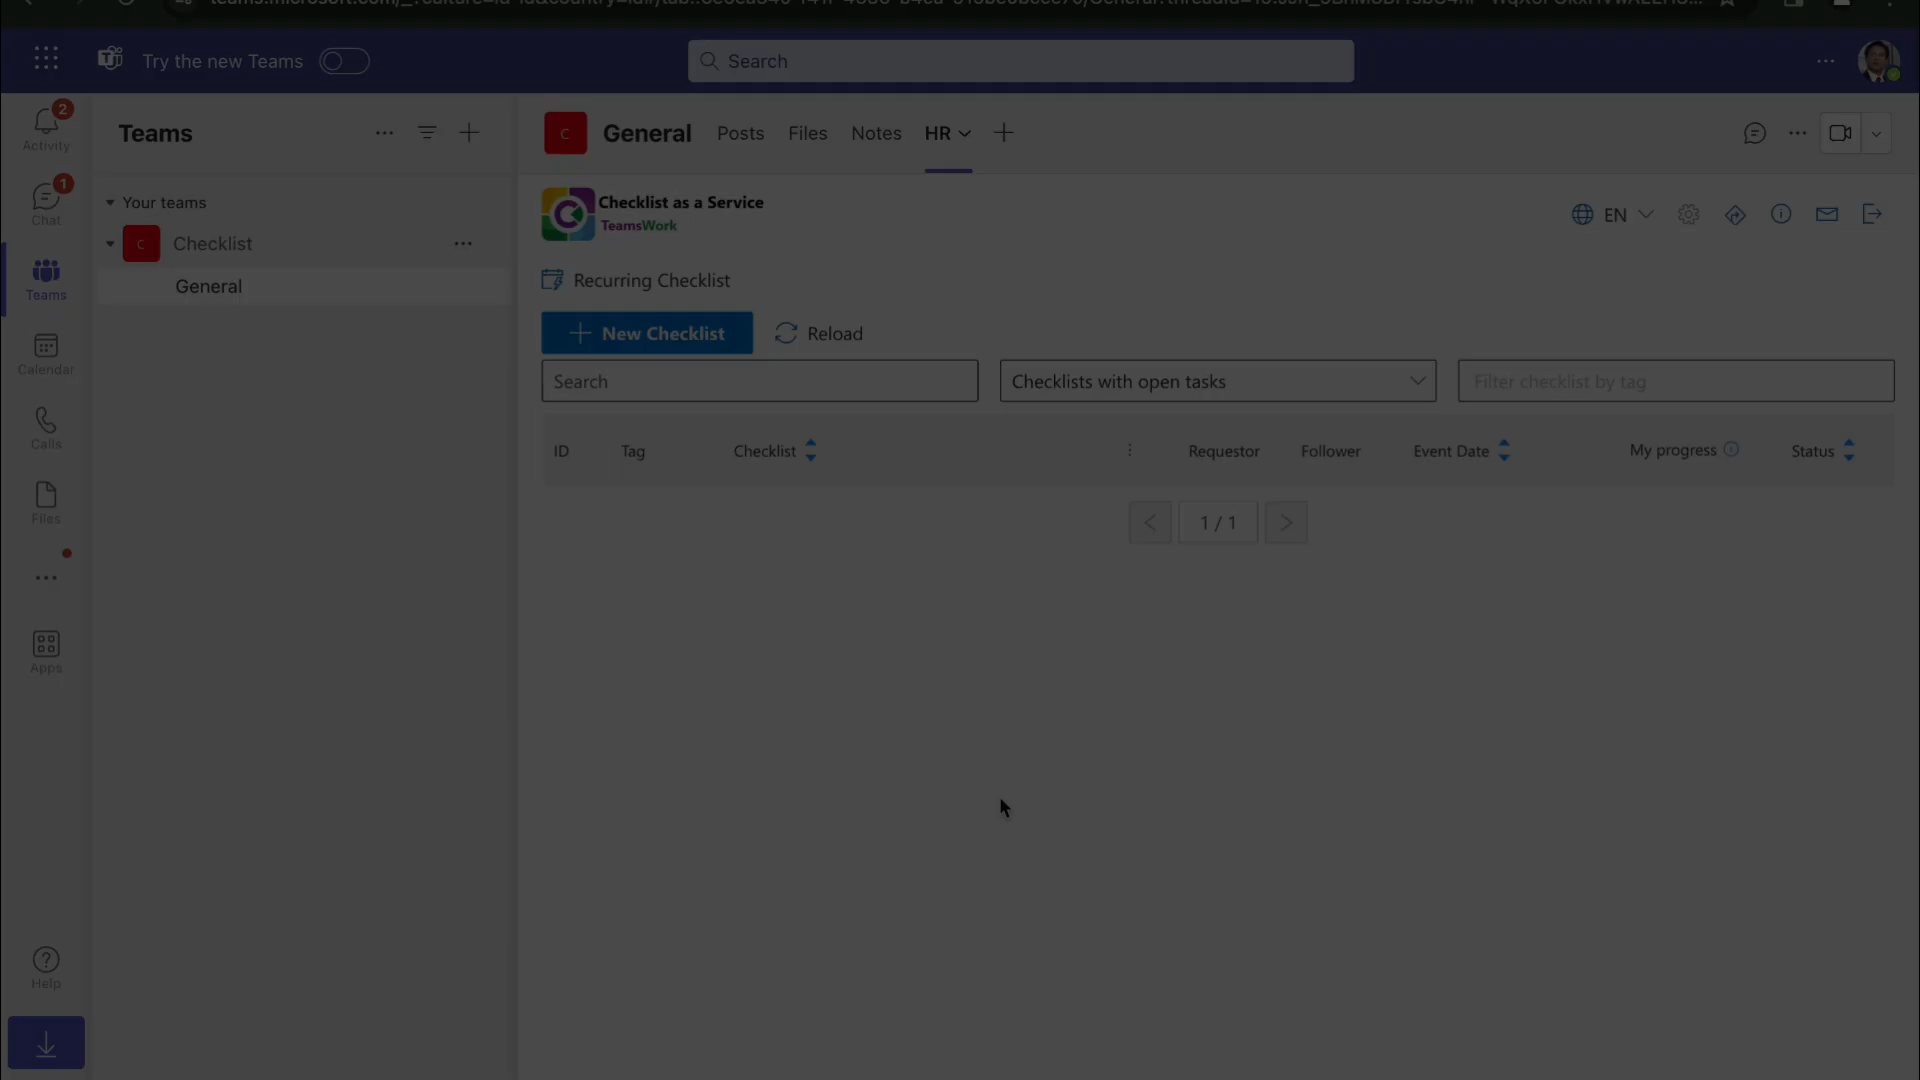 Try the new Teams
Search
2
Activity
1
Chat
Teams
Calendar
Calls
Files
Apps
Help
Teams
Your teams
C
Checklist
General
C
General
Posts
Files
Notes
HR
Checklist as a Service
TeamsWork
EN
Recurring Checklist
New Checklist
Reload
Search
Checklists with open tasks
Filter checklist by tag
ID
Tag
Checklist
Requestor
Follower
Event Date
My progress
Status
1 / 1